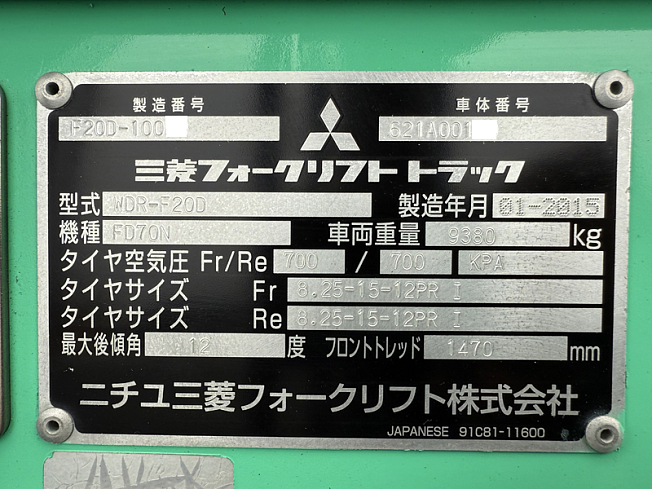 製造番号 車体番号
F20D-100 621A001
三菱フォークリフト トラック
型式 WDR-F20D 製造年月 01-2015
機種 FD70N 車両重量 9380 kg
タイヤ空気圧 Fr/Re 700 / 700 KPA
タイヤサイズ Fr 8.25-15-12PR I
タイヤサイズ Re 8.25-15-12PR I
最大後傾角 12 度 フロントトレッド 1470 mm
ニチユ三菱フォークリフト株式会社
JAPANESE 91C81-11600